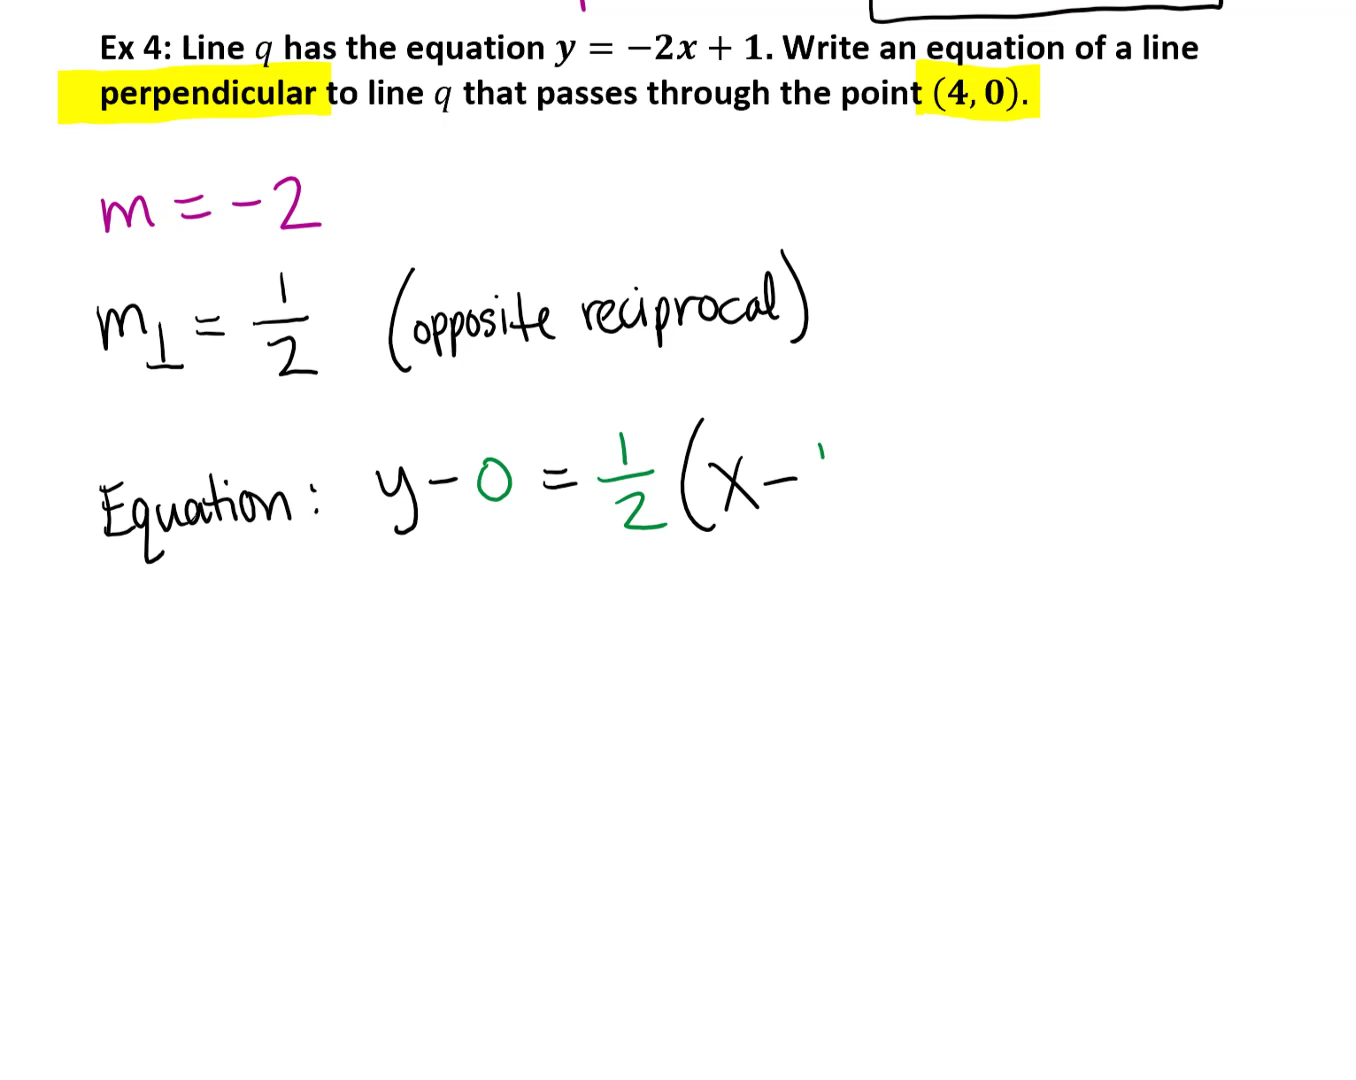 Ex 4: Line q has the equation y = −2x + 1. Write an equation of a line
perpendicular to line q that passes through the point (4, 0).
m = -2
m⊥ = 1/2 (opposite reciprocal)
Equation: y - 0 = 1/2 (x -